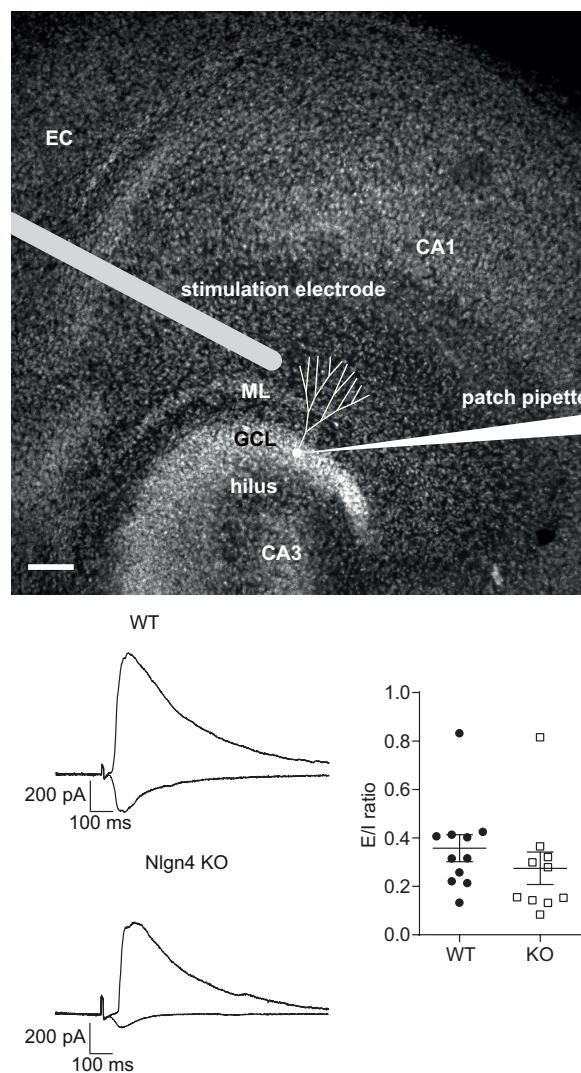 EC
CA1
stimulation electrode
ML
patch pipette
GCL
hilus
CA3
WT
200 pA
100 ms
Nlgn4 KO
200 pA
100 ms
1.0
0.8
0.6
0.4
0.2
0.0
E/I ratio
WT KO